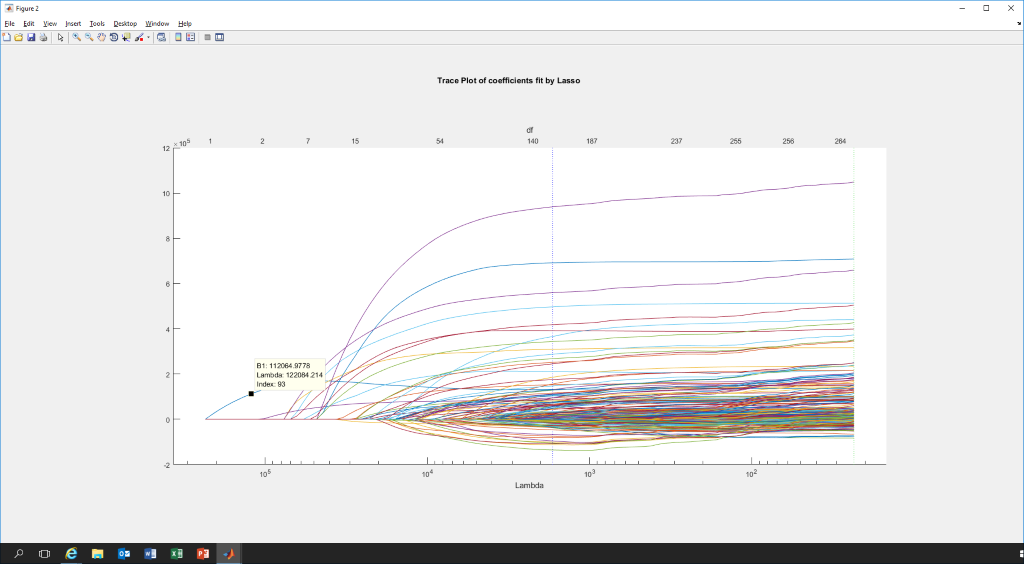 Figure 2
File Edit View Insert Tools Desktop Window Help
Trace Plot of coefficients fit by Lasso
df
× 10^5 1 2 7 15 54 140 187 237 255 256 264
12
10
8
6
4
B1: 112064.9778
Lambda: 122084.214
Index: 93
2
0
-2
10^5 10^4 10^3 10^2
Lambda